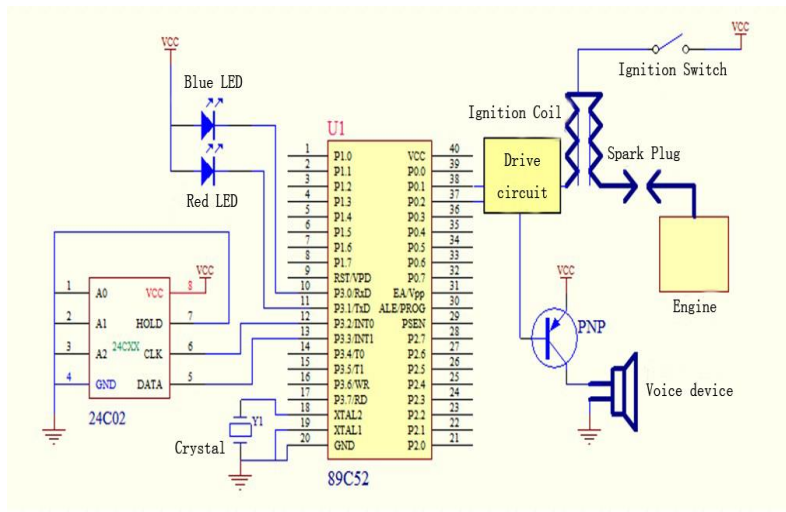 VCC
VCC
Ignition Switch
Blue LED
Red LED
Ignition Coil
Spark Plug
Drive
circuit
Engine
U1
1 P1.0 VCC 40
2 P1.1 P0.0 39
3 P1.2 P0.1 38
4 P1.3 P0.2 37
5 P1.4 P0.3 36
6 P1.5 P0.4 35
7 P1.6 P0.5 34
8 P1.7 P0.6 33
9 RST/VPD P0.7 32
10 P3.0/RxD EA/Vpp 31
11 P3.1/TxD ALE/PROG 30
12 P3.2/INT0 PSEN 29
13 P3.3/INT1 P2.7 28
14 P3.4/T0 P2.6 27
15 P3.5/T1 P2.5 26
16 P3.6/WR P2.4 25
17 P3.7/RD P2.3 24
18 XTAL2 P2.2 23
19 XTAL1 P2.1 22
20 GND P2.0 21
89C52
VCC
1 A0 VCC 8
2 A1 HOLD 7
3 A2 24CXX CLK 6
4 GND DATA 5
24C02
Y1
Crystal
VCC
PNP
Voice device